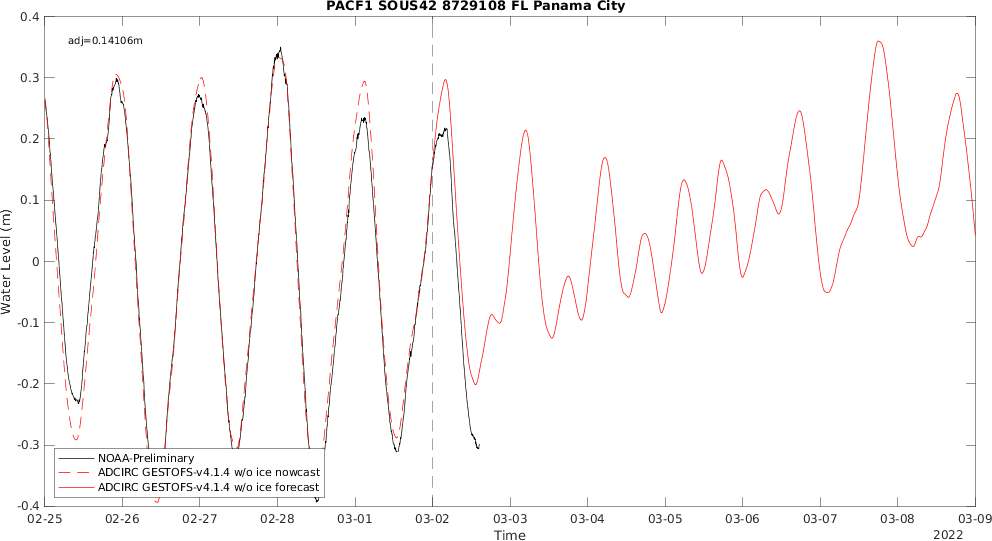 PACF1 SOUS42 8729108 FL Panama City
adj=0.14106m
Water Level (m)
0.4
0.3
0.2
0.1
0
-0.1
-0.2
-0.3
-0.4
NOAA-Preliminary
ADCIRC GESTOFS-v4.1.4 w/o ice nowcast
ADCIRC GESTOFS-v4.1.4 w/o ice forecast
02-25 02-26 02-27 02-28 03-01 03-02 03-03 03-04 03-05 03-06 03-07 03-08 03-09
Time
2022